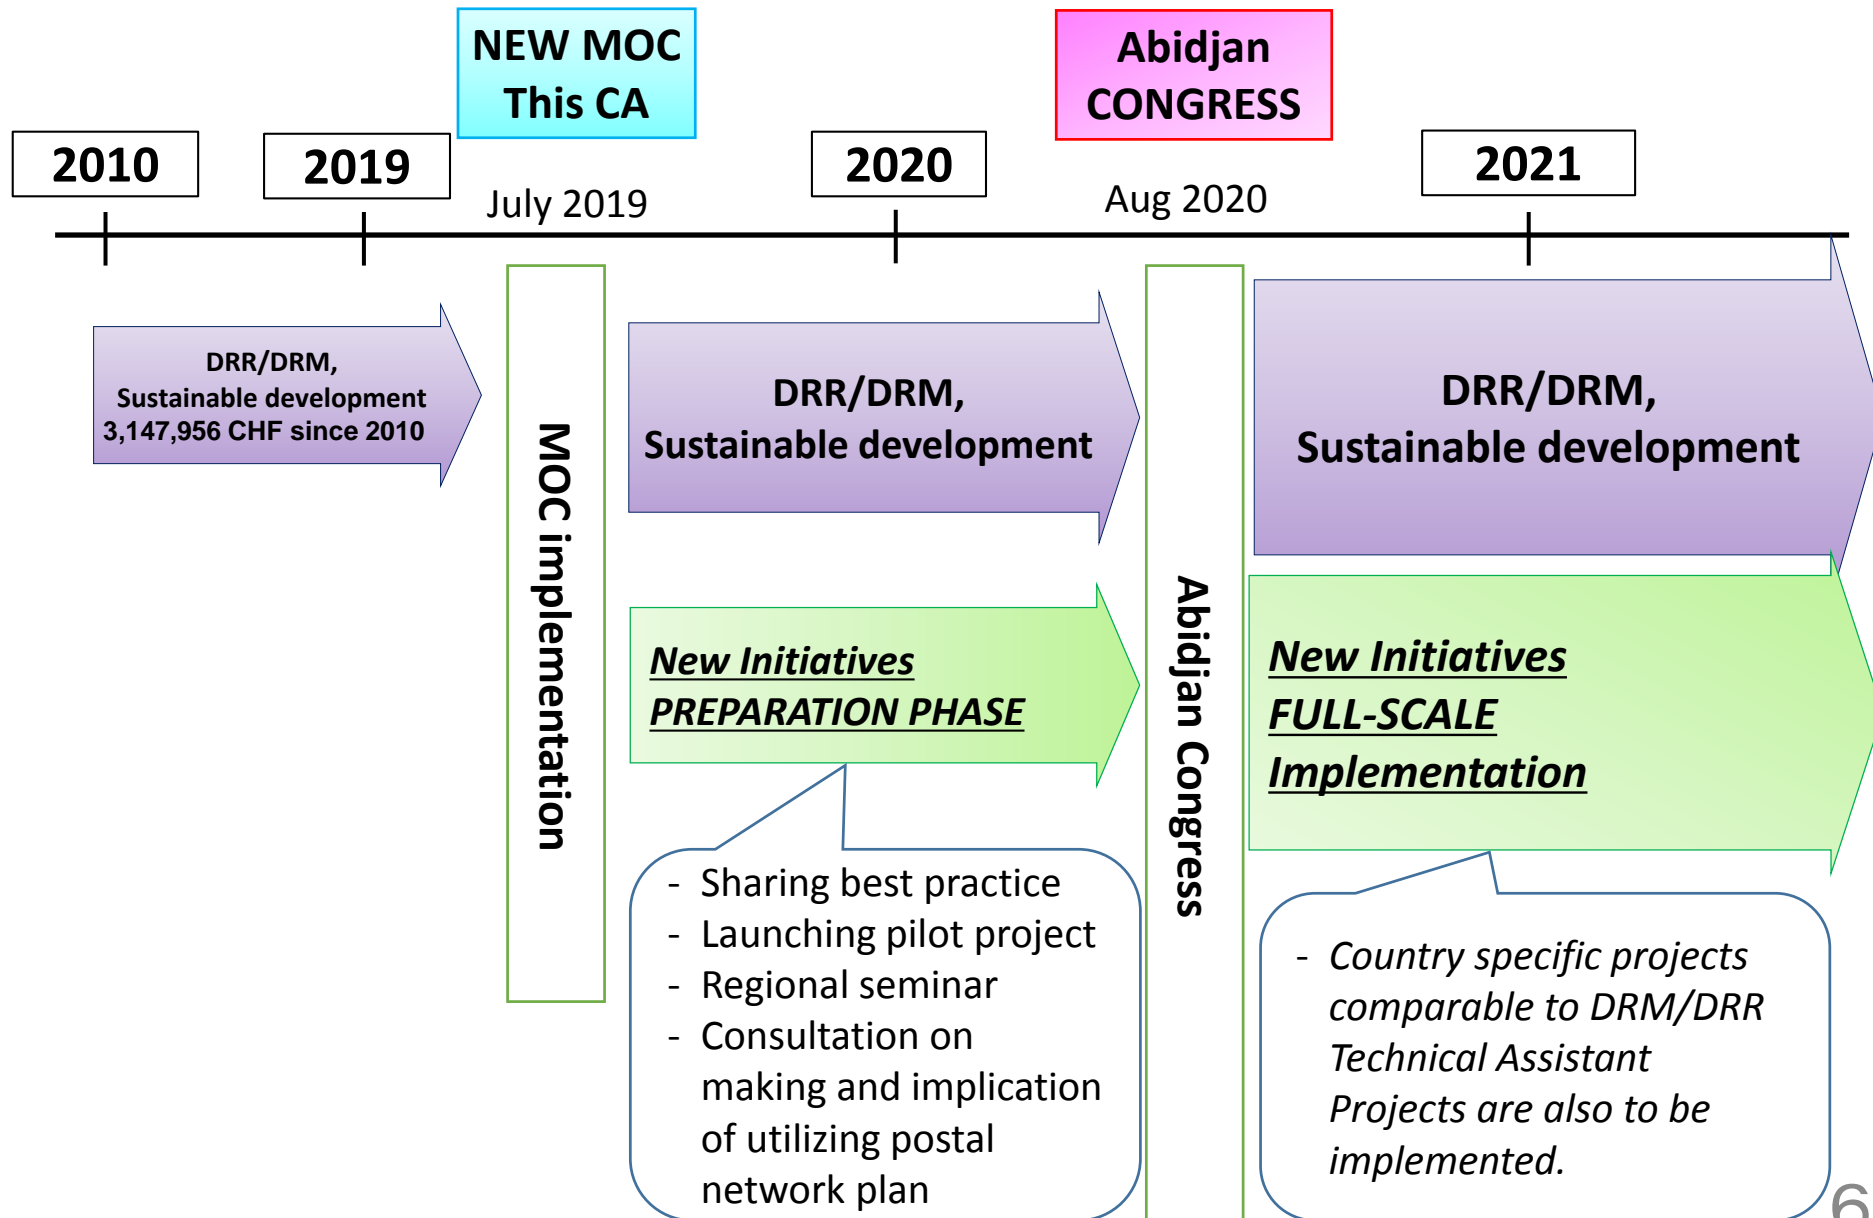 NEW MOC
This CA
Abidjan
CONGRESS
2010
2019
2020
2021
July 2019
Aug 2020
DRR/DRM,
Sustainable development
3,147,956 CHF since 2010
MOC implementation
DRR/DRM,
Sustainable development
New Initiatives
PREPARATION PHASE
- Sharing best practice
- Launching pilot project
- Regional seminar
- Consultation on
making and implication
of utilizing postal
network plan
Abidjan Congress
DRR/DRM,
Sustainable development
New Initiatives
FULL-SCALE
Implementation
- Country specific projects
comparable to DRM/DRR
Technical Assistant
Projects are also to be
implemented.
6